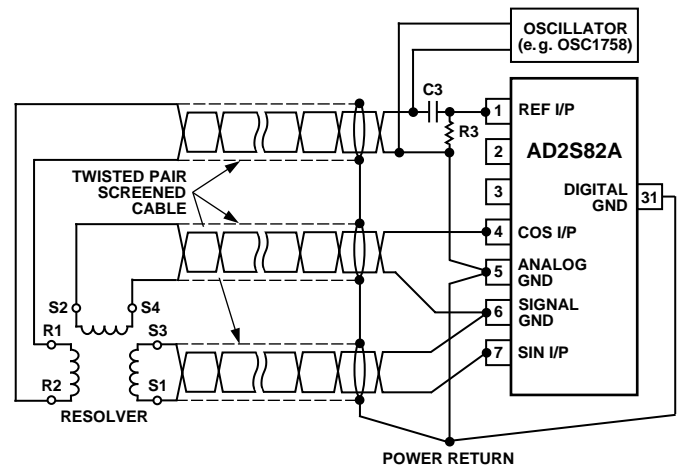 OSCILLATOR
(e.g. OSC1758)
C3
1
REF I/P
R3
2
AD2S82A
TWISTED PAIR
SCREENED
CABLE
3
DIGITAL
GND
31
4
COS I/P
5
ANALOG
GND
S2
S4
6
SIGNAL
GND
R1
S3
7
SIN I/P
R2
S1
RESOLVER
POWER RETURN